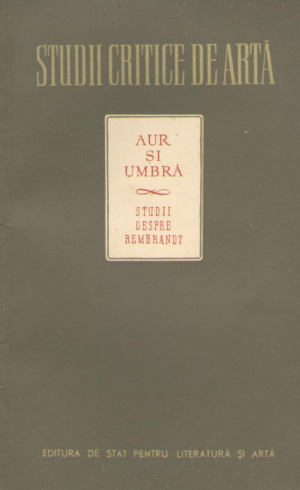 STUDII CRITICE DE ARTĂ
AUR
ȘI
UMBRĂ
STUDII
DESPRE
REMBRANDT
EDITURA DE STAT PENTRU LITERATURĂ ȘI ARTĂ